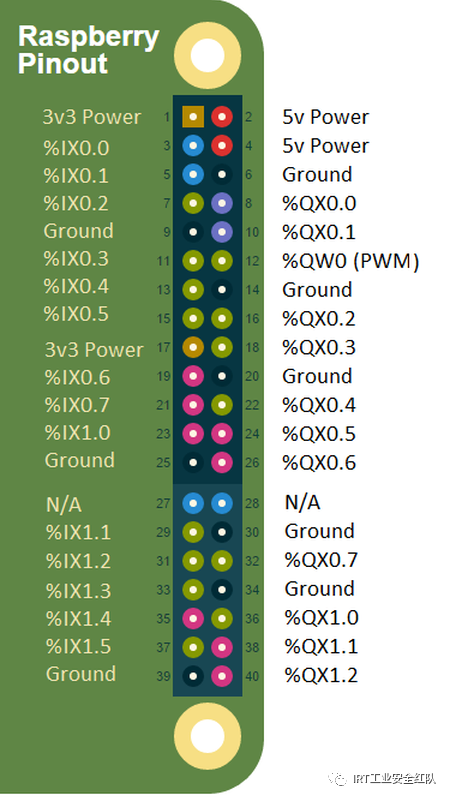 Raspberry
Pinout
3v3 Power 1 2 5v Power
%IX0.0 3 4 5v Power
%IX0.1 5 6 Ground
%IX0.2 7 8 %QX0.0
Ground 9 10 %QX0.1
%IX0.3 11 12 %QW0 (PWM)
%IX0.4 13 14 Ground
%IX0.5 15 16 %QX0.2
3v3 Power 17 18 %QX0.3
%IX0.6 19 20 Ground
%IX0.7 21 22 %QX0.4
%IX1.0 23 24 %QX0.5
Ground 25 26 %QX0.6
N/A 27 28 N/A
%IX1.1 29 30 Ground
%IX1.2 31 32 %QX0.7
%IX1.3 33 34 Ground
%IX1.4 35 36 %QX1.0
%IX1.5 37 38 %QX1.1
Ground 39 40 %QX1.2
IRT工业安全红队